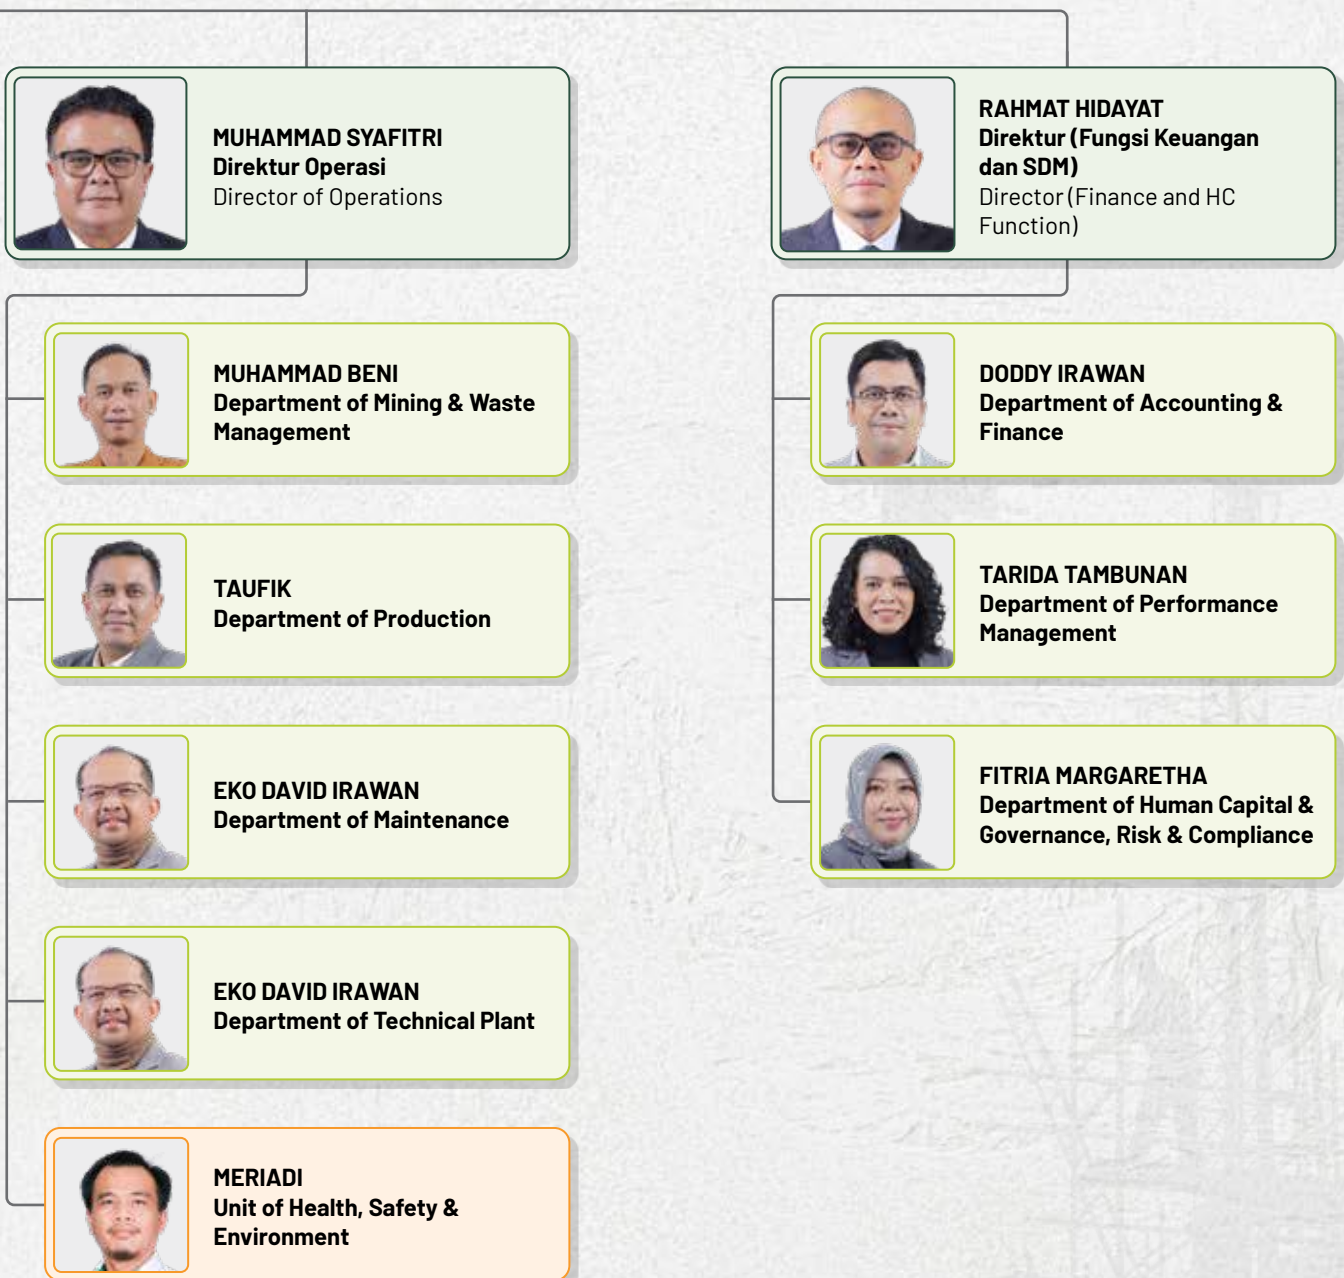 MUHAMMAD SYAFITRI
Direktur Operasi
Director of Operations
MUHAMMAD BENI
Department of Mining & Waste
Management
TAUFIK
Department of Production
EKO DAVID IRAWAN
Department of Maintenance
EKO DAVID IRAWAN
Department of Technical Plant
MERIADI
Unit of Health, Safety &
Environment
RAHMAT HIDAYAT
Direktur (Fungsi Keuangan
dan SDM)
Director (Finance and HC
Function)
DODDY IRAWAN
Department of Accounting &
Finance
TARIDA TAMBUNAN
Department of Performance
Management
FITRIA MARGARETHA
Department of Human Capital &
Governance, Risk & Compliance